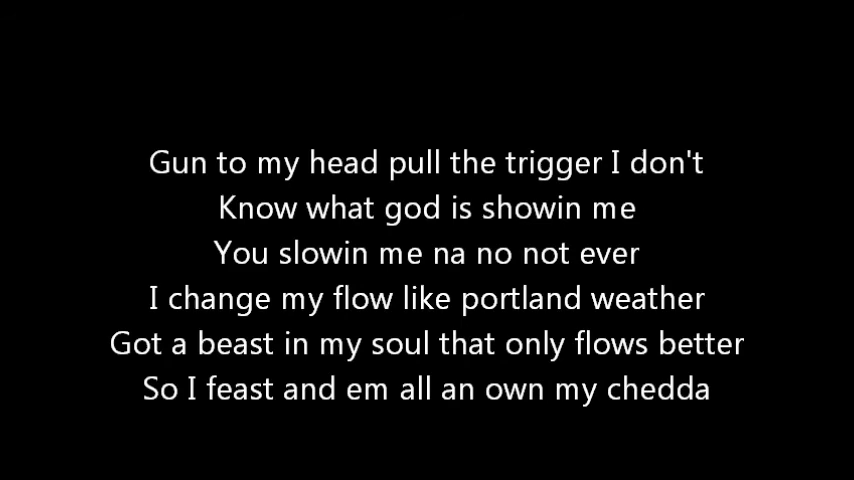 Gun to my head pull the trigger I don't
Know what god is showin me
You slowin me na no not ever
I change my flow like portland weather
Got a beast in my soul that only flows better
So I feast and em all an own my chedda